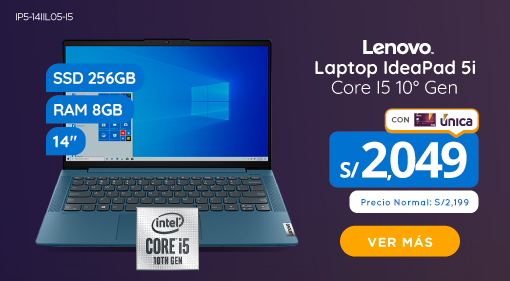 IP5-14IIL05-I5
SSD 256GB
RAM 8GB
14"
intel
CORE i5
10TH GEN
Lenovo.
Laptop IdeaPad 5i
Core I5 10° Gen
CON única
S/2,049
Precio Normal: S/2,199
VER MÁS